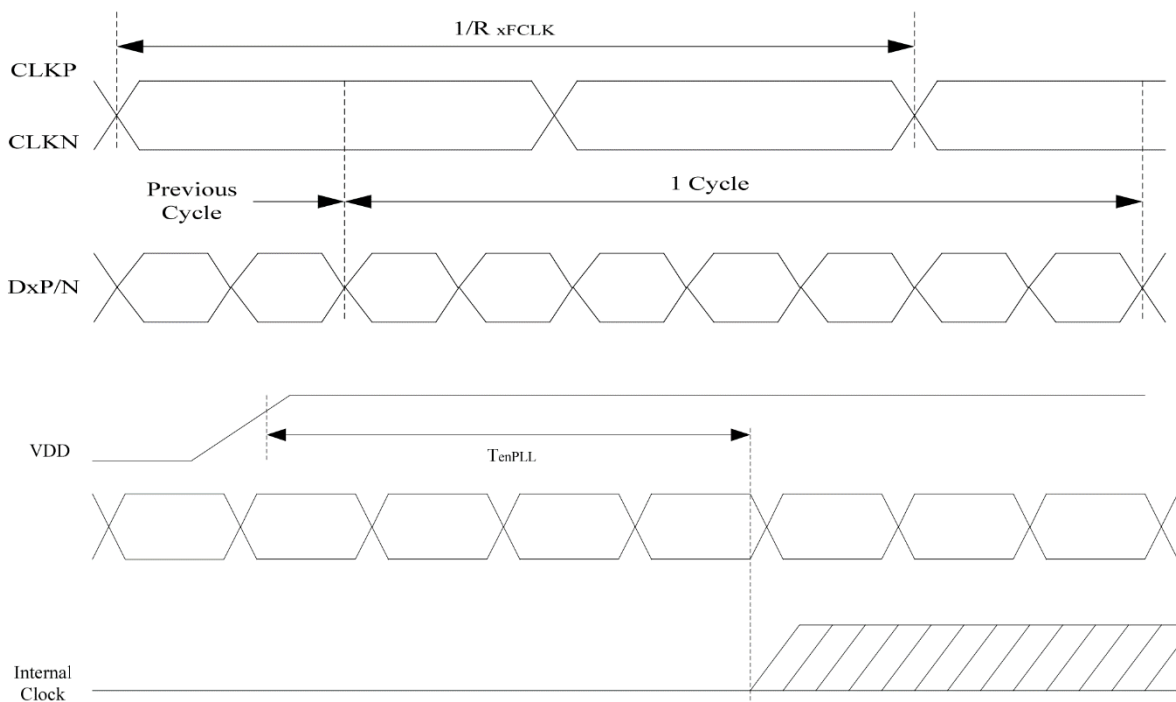 1/R xFCLK
CLKP
CLKN
Previous
Cycle
1 Cycle
DxP/N
VDD
TenPLL
Internal
Clock